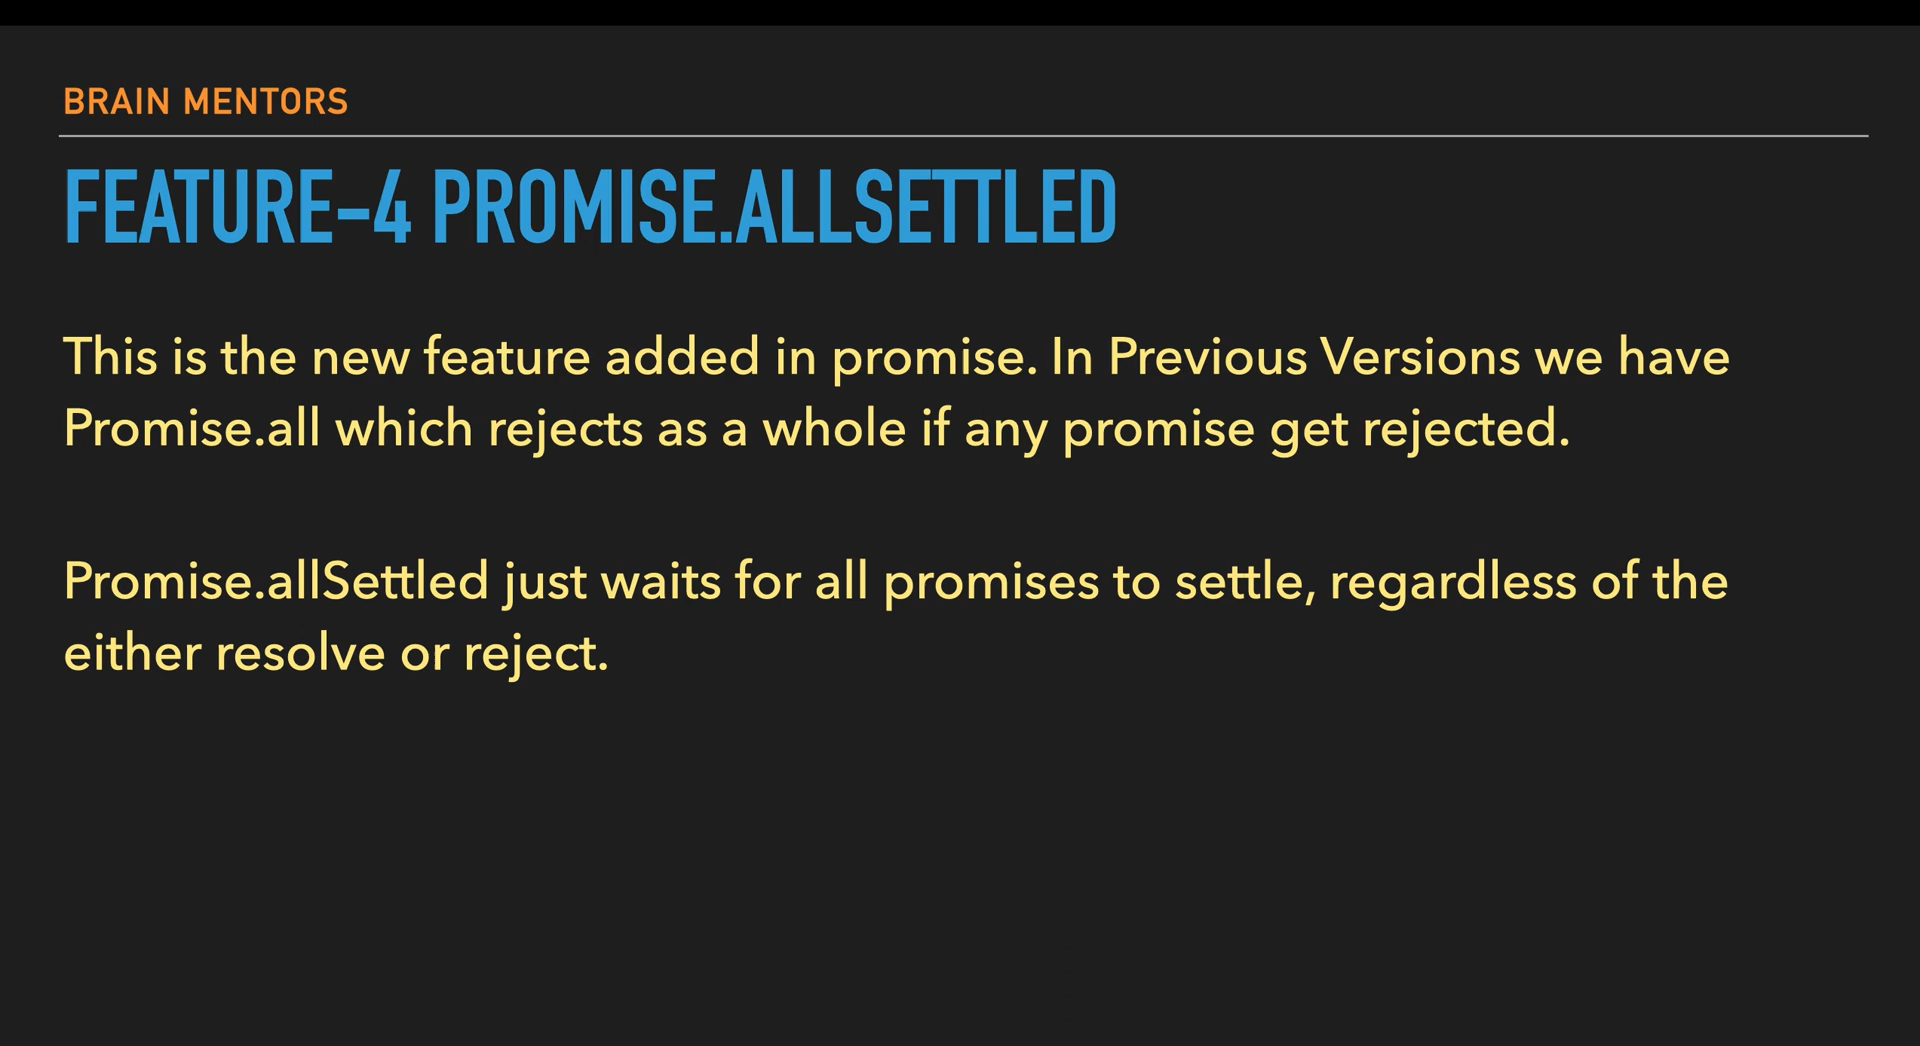 BRAIN MENTORS
FEATURE-4 PROMISE.ALLSETTLED
This is the new feature added in promise. In Previous Versions we have
Promise.all which rejects as a whole if any promise get rejected.
Promise.allSettled just waits for all promises to settle, regardless of the
either resolve or reject.